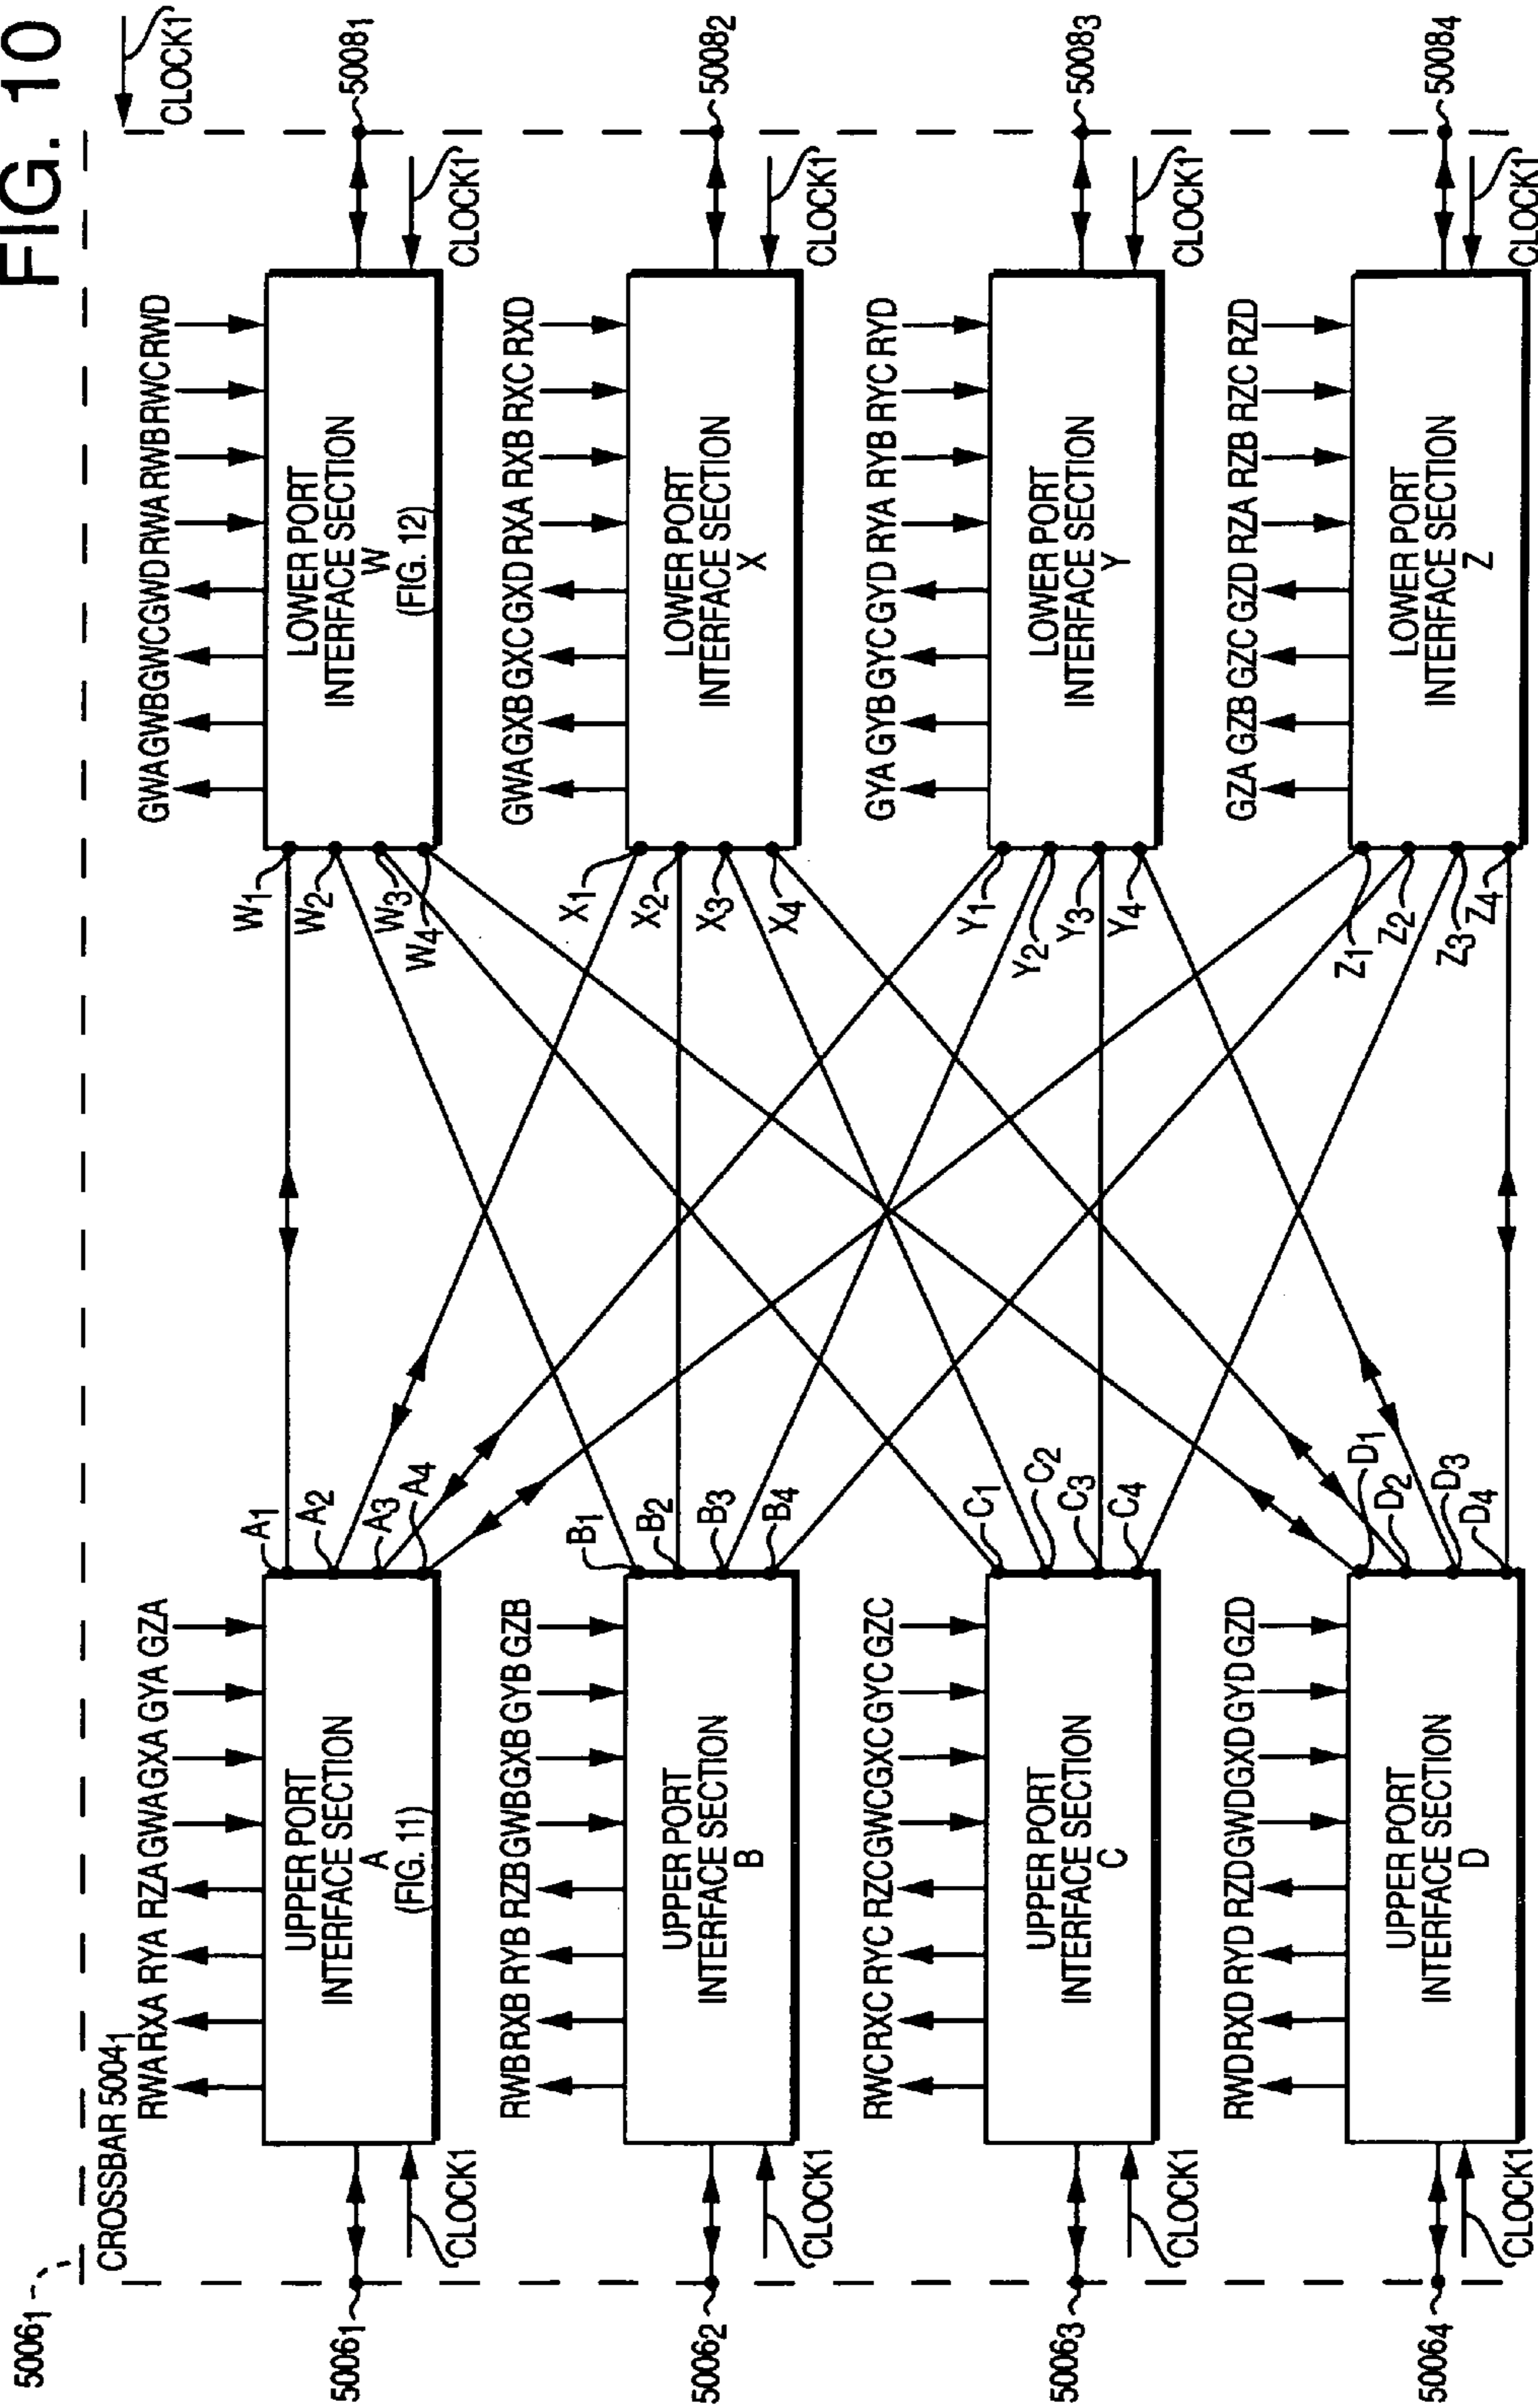 FIG. 10
5006₁
CROSSBAR 5004₁
CLOCK1
RWA RXA RYA RZA GWA GXA GYA GZA
GWA GWB GWC GWD RWA RWB RWC RWD
5006₁
CLOCK1
UPPER PORT
INTERFACE SECTION
A
(FIG. 11)
A₁
A₂
A₃
A₄
W₁
W₂
W₃
W₄
LOWER PORT
INTERFACE SECTION
W
(FIG. 12)
CLOCK1
5008₁
RWB RXB RYB RZB GWB GXB GYB GZB
GWA GXB GXC GXD RXA RXB RXC RXD
5006₂
CLOCK1
UPPER PORT
INTERFACE SECTION
B
B₁
B₂
B₃
B₄
X₁
X₂
X₃
X₄
LOWER PORT
INTERFACE SECTION
X
CLOCK1
5008₂
RWC RXC RYC RZC GWC GXC GYC GZC
GYA GYB GYC GYD RYA RYB RYC RYD
5006₃
CLOCK1
UPPER PORT
INTERFACE SECTION
C
C₁
C₂
C₃
C₄
Y₁
Y₂
Y₃
Y₄
LOWER PORT
INTERFACE SECTION
Y
CLOCK1
5008₃
RWD RXD RYD RZD GWD GXD GYD GZD
GZA GZB GZC GZD RZA RZB RZC RZD
5006₄
CLOCK1
UPPER PORT
INTERFACE SECTION
D
D₁
D₂
D₃
D₄
Z₁
Z₂
Z₃
Z₄
LOWER PORT
INTERFACE SECTION
Z
CLOCK1
5008₄